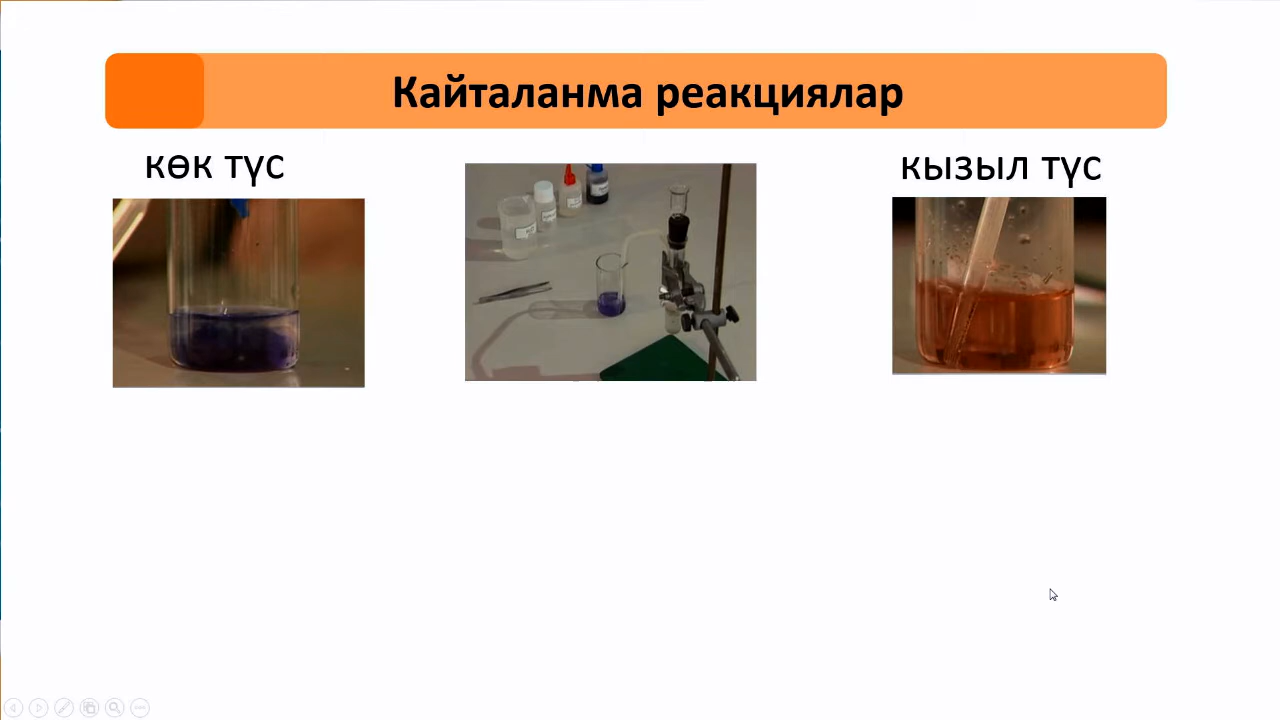 Кайталанма реакциялар
көк түс
кызыл түс